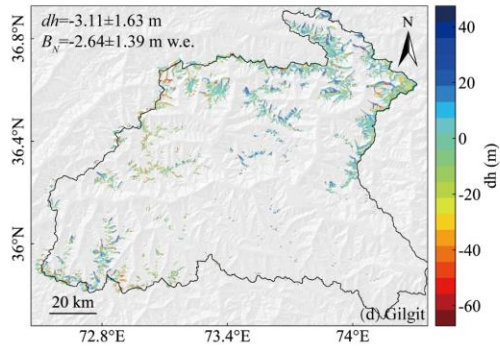 dh=-3.11±1.63 m
B_N=-2.64±1.39 m w.e.
N
36.8°N
36.4°N
36°N
72.8°E
73.4°E
74°E
20 km
(d) Gilgit
40
20
0
-20
-40
-60
dh (m)